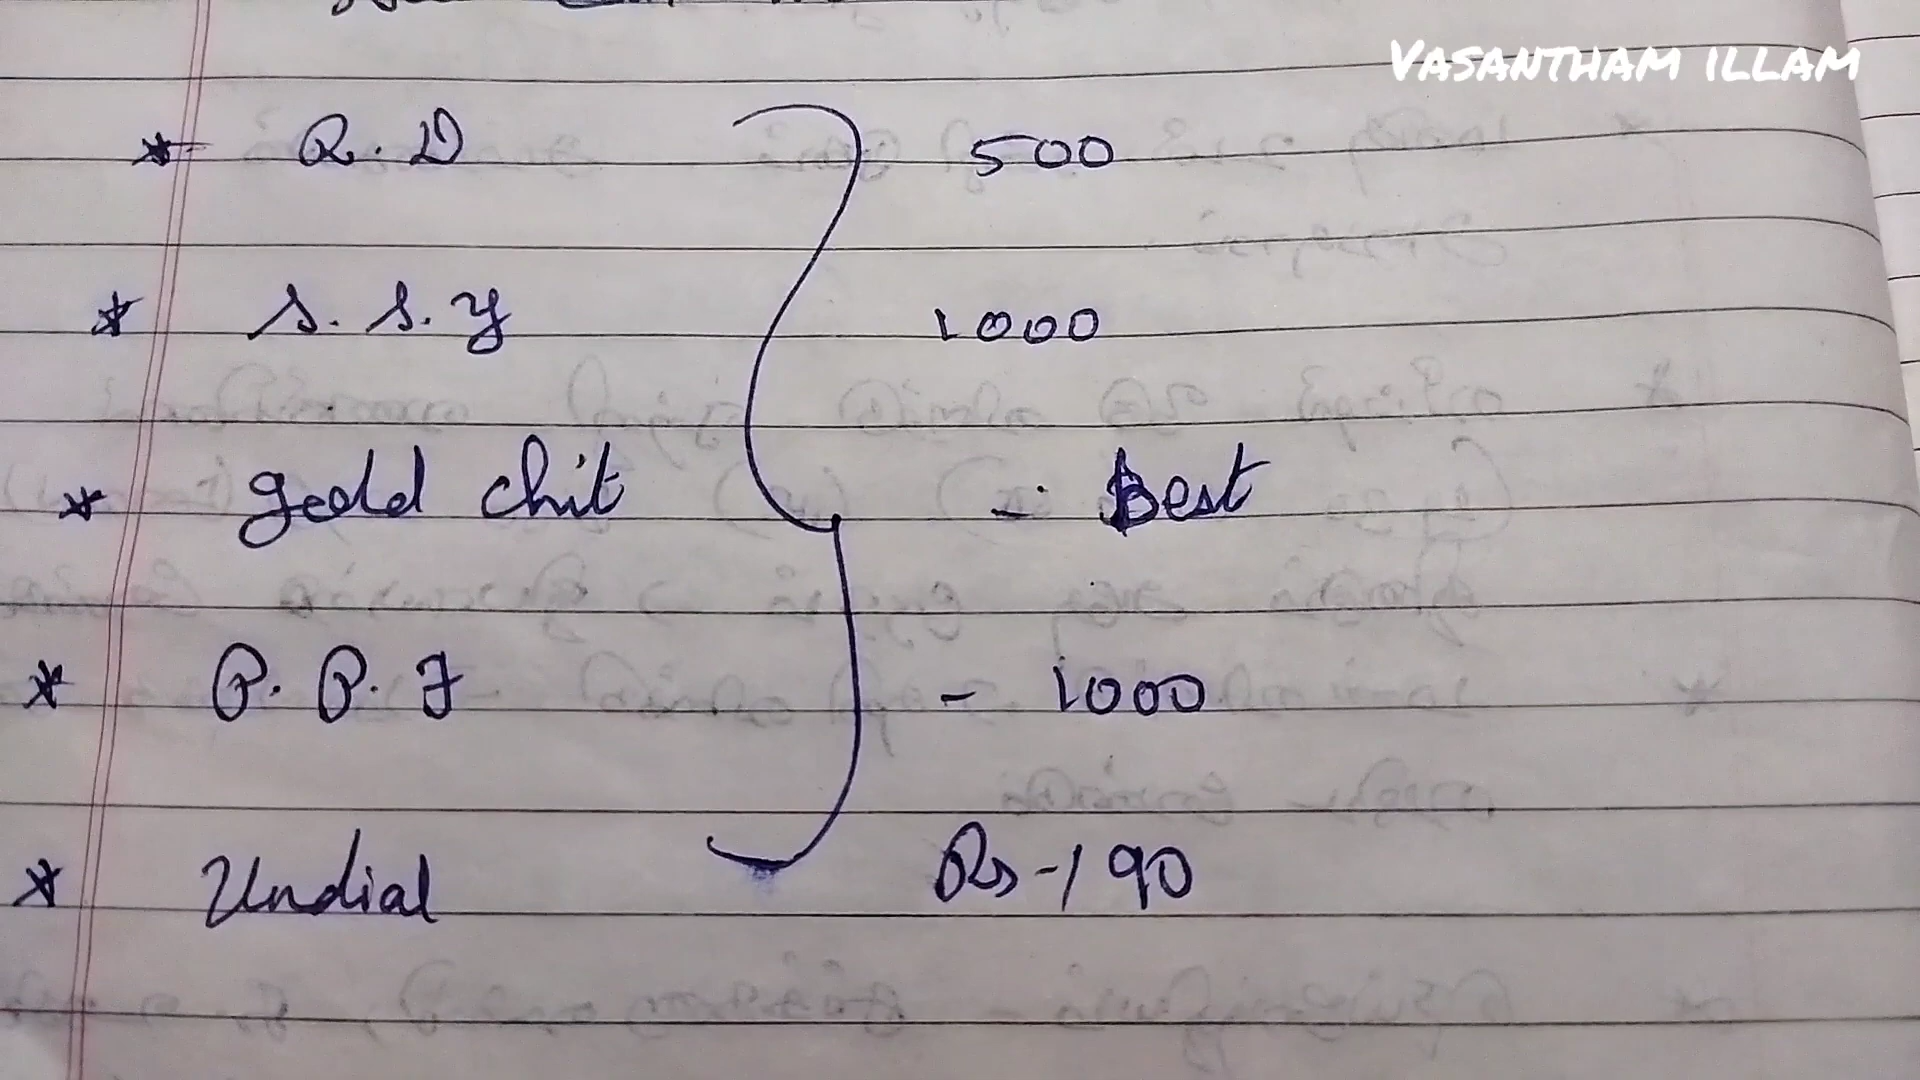 VASANTHAM ILLAM
* R.D 500
* S.S.Y 1000
* Gold chit - Best
* P.P.F - 1000
* Undial Rs-190